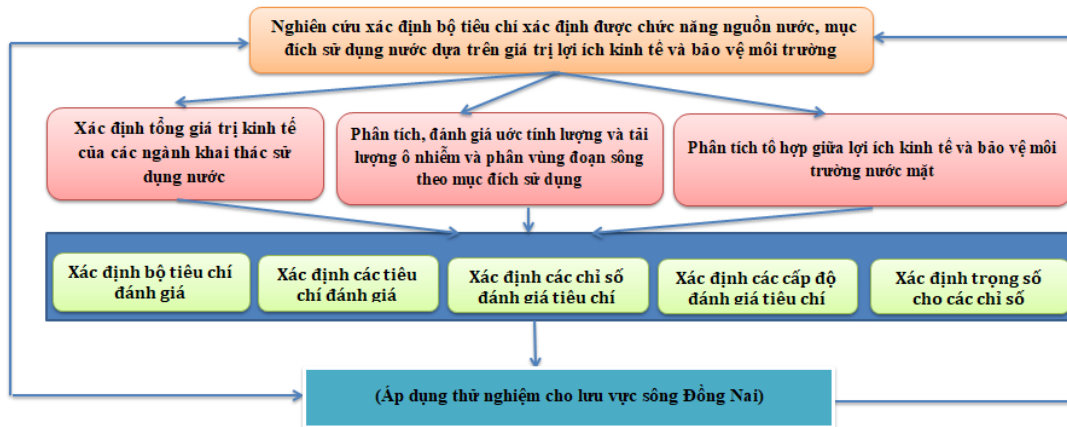 Nghiên cứu xác định bộ tiêu chí xác định được chức năng nguồn nước, mục
đích sử dụng nước dựa trên giá trị lợi ích kinh tế và bảo vệ môi trường
Xác định tổng giá trị kinh tế
của các ngành khai thác sử
dụng nước
Phân tích, đánh giá ước tính lượng và tải
lượng ô nhiễm và phân vùng đoạn sông
theo mục đích sử dụng
Phân tích tổ hợp giữa lợi ích kinh tế và bảo vệ môi
trường nước mặt
Xác định bộ tiêu chí
đánh giá
Xác định các tiêu
chí đánh giá
Xác định các chỉ số
đánh giá tiêu chí
Xác định các cấp độ
đánh giá tiêu chí
Xác định trọng số
cho các chỉ số
(Áp dụng thử nghiệm cho lưu vực sông Đồng Nai)